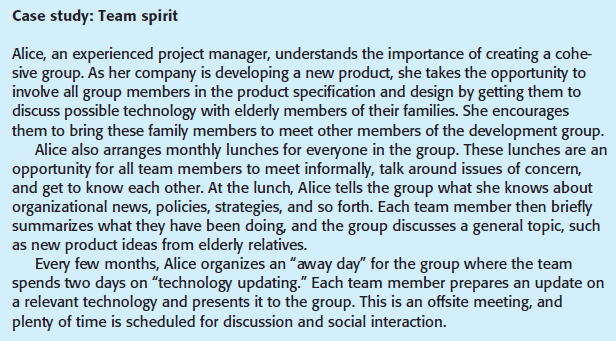 Case study: Team spirit
Alice, an experienced project manager, understands the importance of creating a cohe-
sive group. As her company is developing a new product, she takes the opportunity to
involve all group members in the product specification and design by getting them to
discuss possible technology with elderly members of their families. She encourages
them to bring these family members to meet other members of the development group.
Alice also arranges monthly lunches for everyone in the group. These lunches are an
opportunity for all team members to meet informally, talk around issues of concern,
and get to know each other. At the lunch, Alice tells the group what she knows about
organizational news, policies, strategies, and so forth. Each team member then briefly
summarizes what they have been doing, and the group discusses a general topic, such
as new product ideas from elderly relatives.
Every few months, Alice organizes an “away day” for the group where the team
spends two days on “technology updating.” Each team member prepares an update on
a relevant technology and presents it to the group. This is an offsite meeting, and
plenty of time is scheduled for discussion and social interaction.